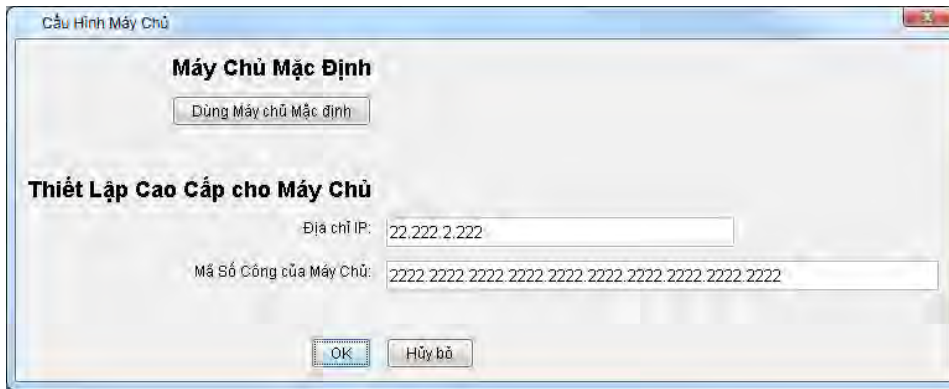 Cấu Hình Máy Chủ
Máy Chủ Mặc Định
Dùng Máy chủ Mặc định
Thiết Lập Cao Cấp cho Máy Chủ
Địa chỉ IP: 22.222.2.222
Mã Số Công của Máy Chủ: 2222.2222.2222.2222.2222.2222.2222.2222.2222.2222
OK Hủy bỏ